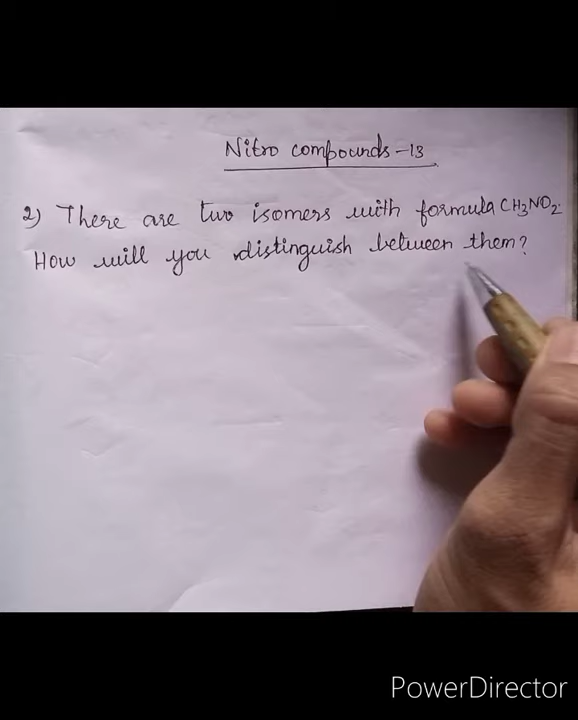 Nitro compounds-13
2) There are two isomers with formula CH3NO2.
How will you distinguish between them?
PowerDirector